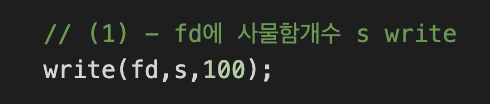 // (1) - fd에 사물함개수 s write
write(fd,s,100);